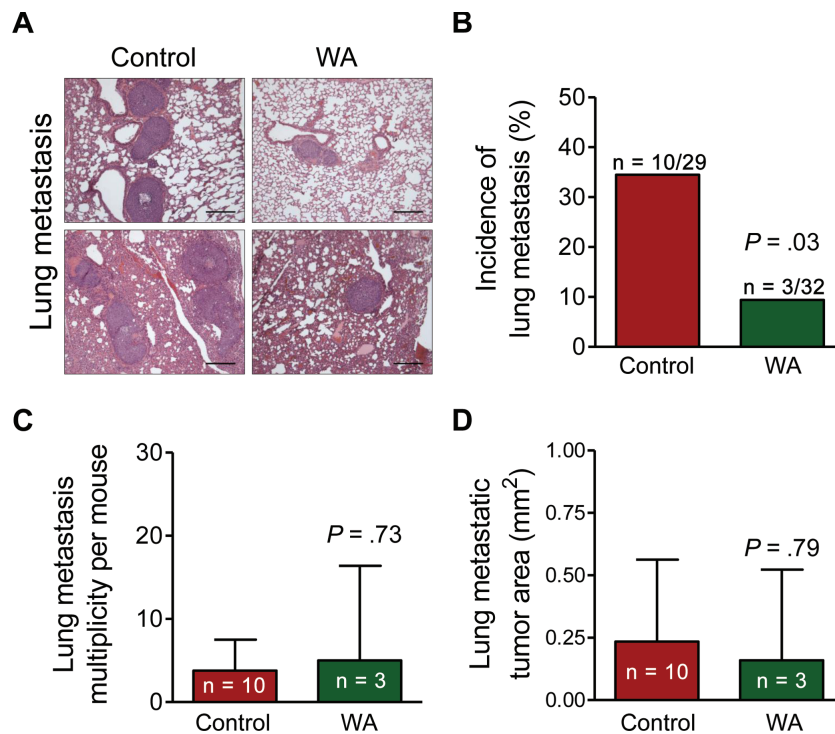 A
Control
WA
Lung metastasis
B
Incidence of
lung metastasis (%)
50
40
30
20
10
0
n = 10/29
P = .03
n = 3/32
Control
WA
C
Lung metastasis
multiplicity per mouse
30
20
10
0
P = .73
n = 10
n = 3
Control
WA
D
Lung metastatic
tumor area (mm²)
1.00
0.75
0.50
0.25
0.00
P = .79
n = 10
n = 3
Control
WA